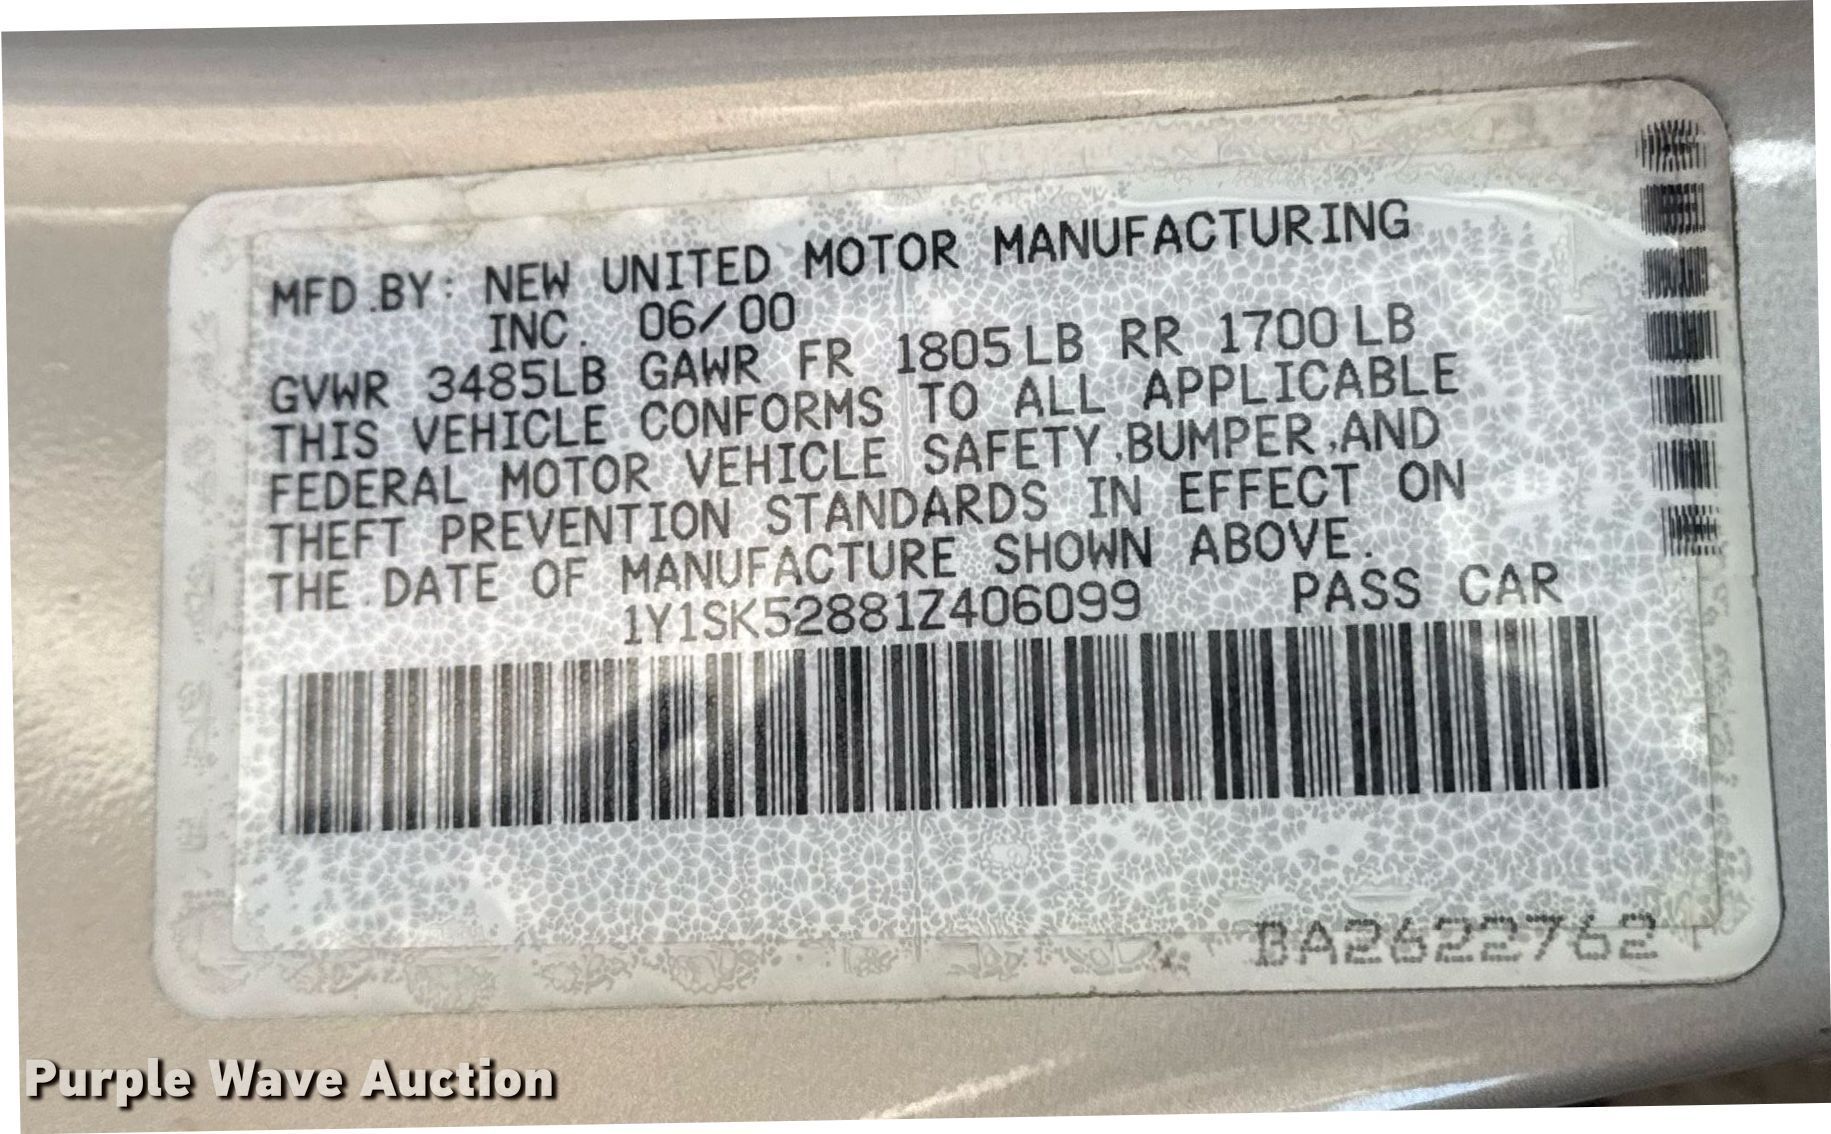 MFD.BY: NEW UNITED MOTOR MANUFACTURING
INC. 06/00
GVWR 3485LB GAWR FR 1805LB RR 1700LB
THIS VEHICLE CONFORMS TO ALL APPLICABLE
FEDERAL MOTOR VEHICLE SAFETY,BUMPER,AND
THEFT PREVENTION STANDARDS IN EFFECT ON
THE DATE OF MANUFACTURE SHOWN ABOVE.
1Y1SK52881Z406099 PASS CAR
BA2622762
Purple Wave Auction